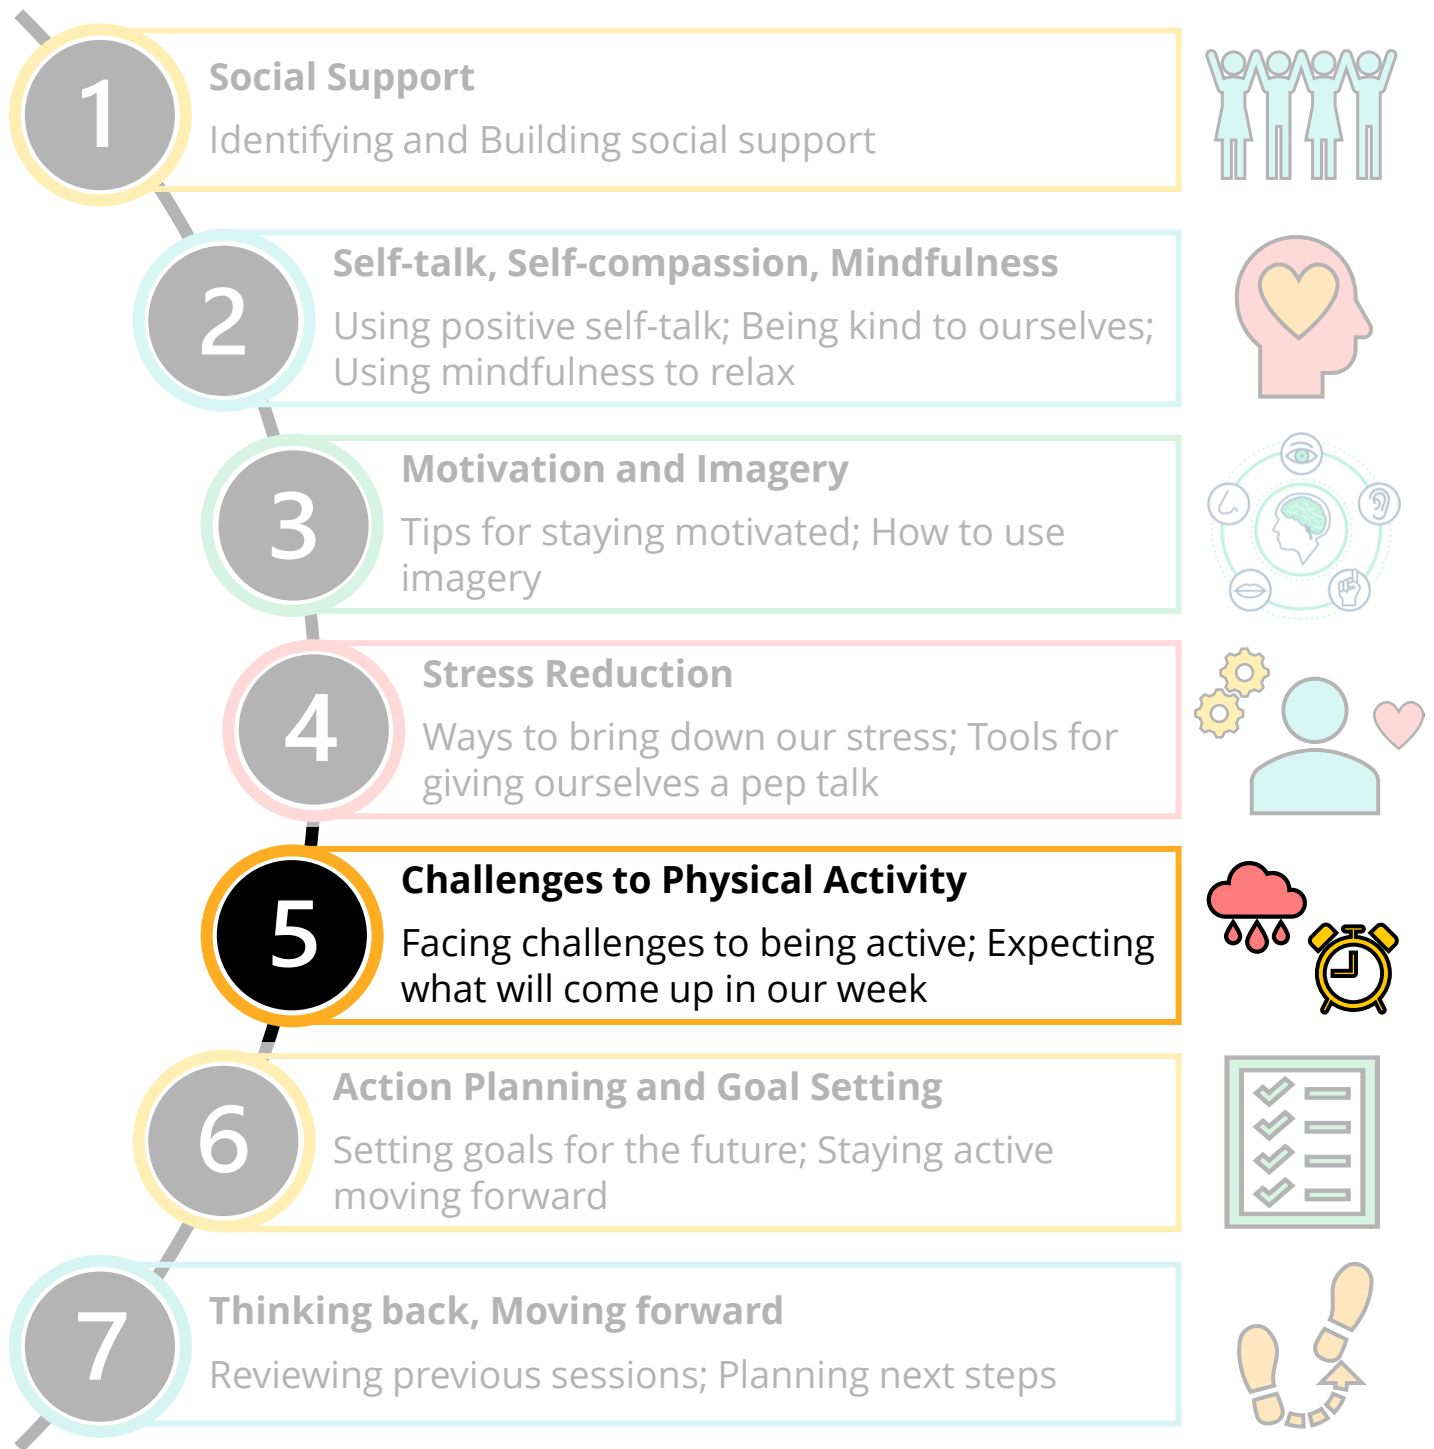 1
Social Support
Identifying and Building social support
2
Self-talk, Self-compassion, Mindfulness
Using positive self-talk; Being kind to ourselves;
Using mindfulness to relax
3
Motivation and Imagery
Tips for staying motivated; How to use
imagery
4
Stress Reduction
Ways to bring down our stress; Tools for
giving ourselves a pep talk
5
Challenges to Physical Activity
Facing challenges to being active; Expecting
what will come up in our week
6
Action Planning and Goal Setting
Setting goals for the future; Staying active
moving forward
7
Thinking back, Moving forward
Reviewing previous sessions; Planning next steps